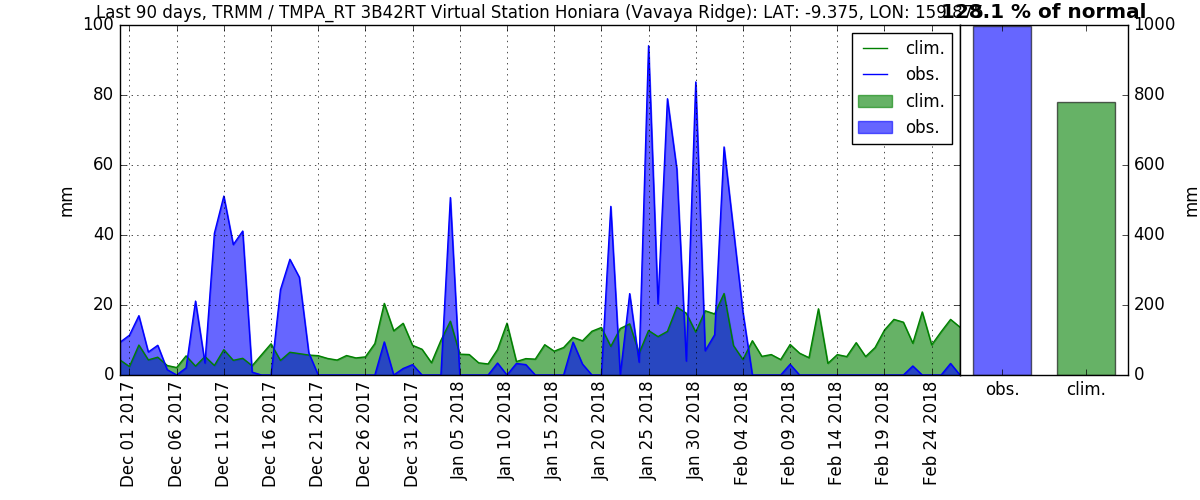 Last 90 days, TRMM / TMPA_RT 3B42RT Virtual Station Honiara (Vavaya Ridge): LAT: -9.375, LON: 159.875
128.1 % of normal
100
80
60
40
20
0
mm
clim.
obs.
clim.
obs.
1000
800
600
400
200
0
mm
obs.
clim.
Dec 01 2017
Dec 06 2017
Dec 11 2017
Dec 16 2017
Dec 21 2017
Dec 26 2017
Dec 31 2017
Jan 05 2018
Jan 10 2018
Jan 15 2018
Jan 20 2018
Jan 25 2018
Jan 30 2018
Feb 04 2018
Feb 09 2018
Feb 14 2018
Feb 19 2018
Feb 24 2018